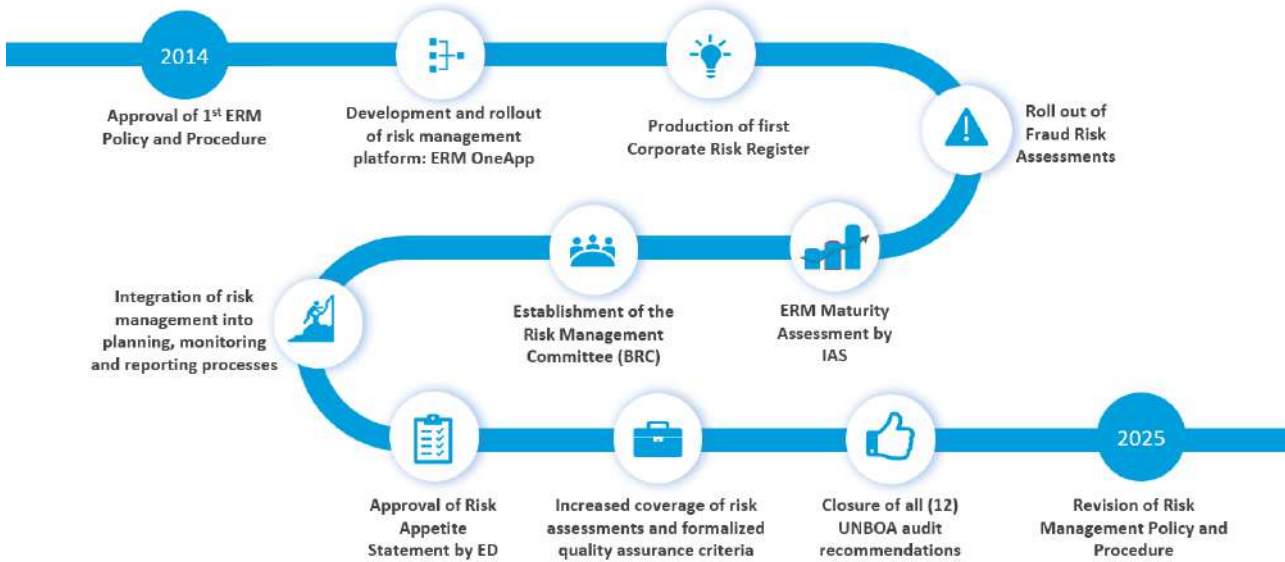 2014
Approval of 1st ERM
Policy and Procedure
Development and rollout
of risk management
platform: ERM OneApp
Production of first
Corporate Risk Register
Roll out of
Fraud Risk
Assessments
ERM Maturity
Assessment by
IAS
Establishment of the
Risk Management
Committee (BRC)
Integration of risk
management into
planning, monitoring
and reporting processes
Approval of Risk
Appetite
Statement by ED
Increased coverage of risk
assessments and formalized
quality assurance criteria
Closure of all (12)
UNBOA audit
recommendations
2025
Revision of Risk
Management Policy and
Procedure